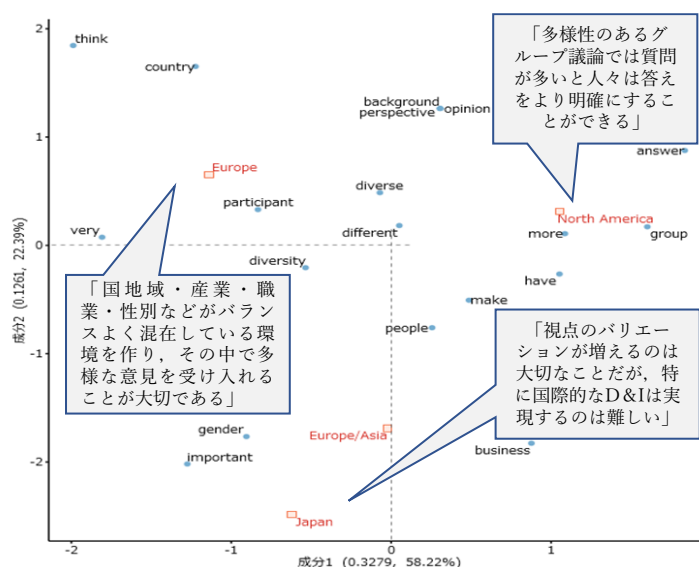 2
think
country
「多様性のあるグ
ループ議論では質問
が多いと人々は答え
をより明確にするこ
とができる」
background
perspective
opinion
1
answer
Europe
diverse
participant
North America
very
different
more
group
0
diversity
have
「国地域・産業・職
業・性別などがバラン
スよく混在している環
境を作り，その中で多
様な意見を受け入れる
ことが大切である」
make
people
「視点のバリエー
ションが増えるのは
大切なことだが，特
に国際的なD&Iは実
現するのは難しい」
-1
gender
Europe/Asia
business
important
-2
Japan
-2
-1
0
1
成分1 (0.3279, 58.22%)
成分2 (0.1261, 22.39%)